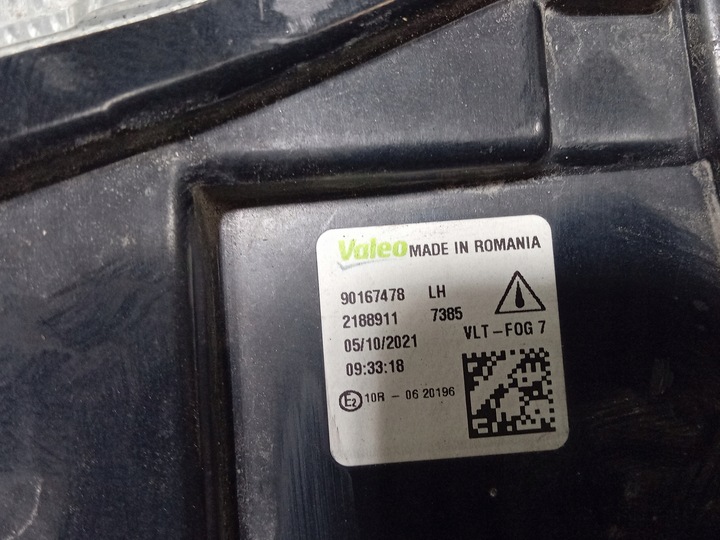 Valeo MADE IN ROMANIA
90167478 LH
2188911 7385
05/10/2021 VLT-FOG 7
09:33:18
E2 10R - 06 20196